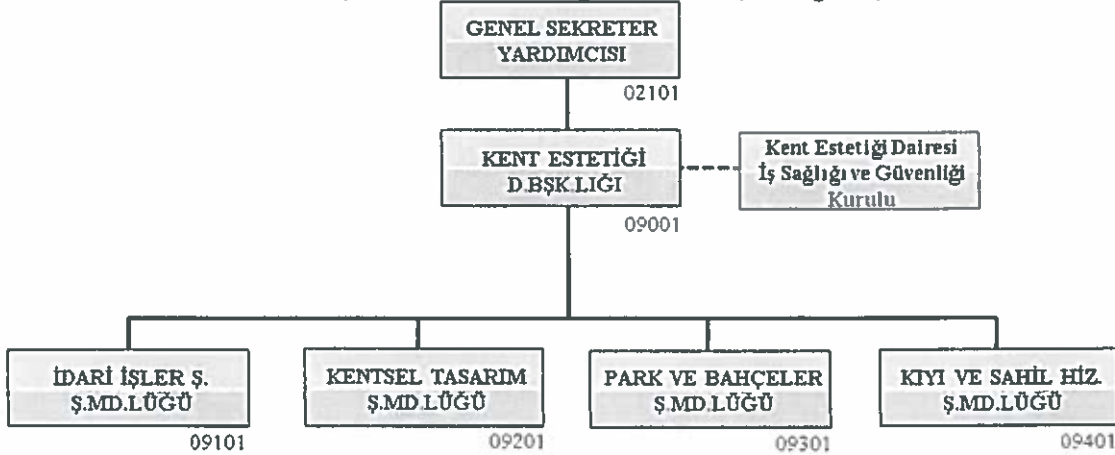 GENEL SEKRETER
YARDIMCISI
02101
KENT ESTETİĞİ
D.BŞK.LIĞI
09001
Kent Estetiği Dairesi
İş Sağlığı ve Güvenliği
Kurulu
İDARİ İŞLER Ş.
Ş.MD.LÜĞÜ
09101
KENTSEL TASARIM
Ş.MD.LÜĞÜ
09201
PARK VE BAHÇELER
Ş.MD.LÜĞÜ
09301
KIYI VE SAHİL HİZ.
Ş.MD.LÜĞÜ
09401